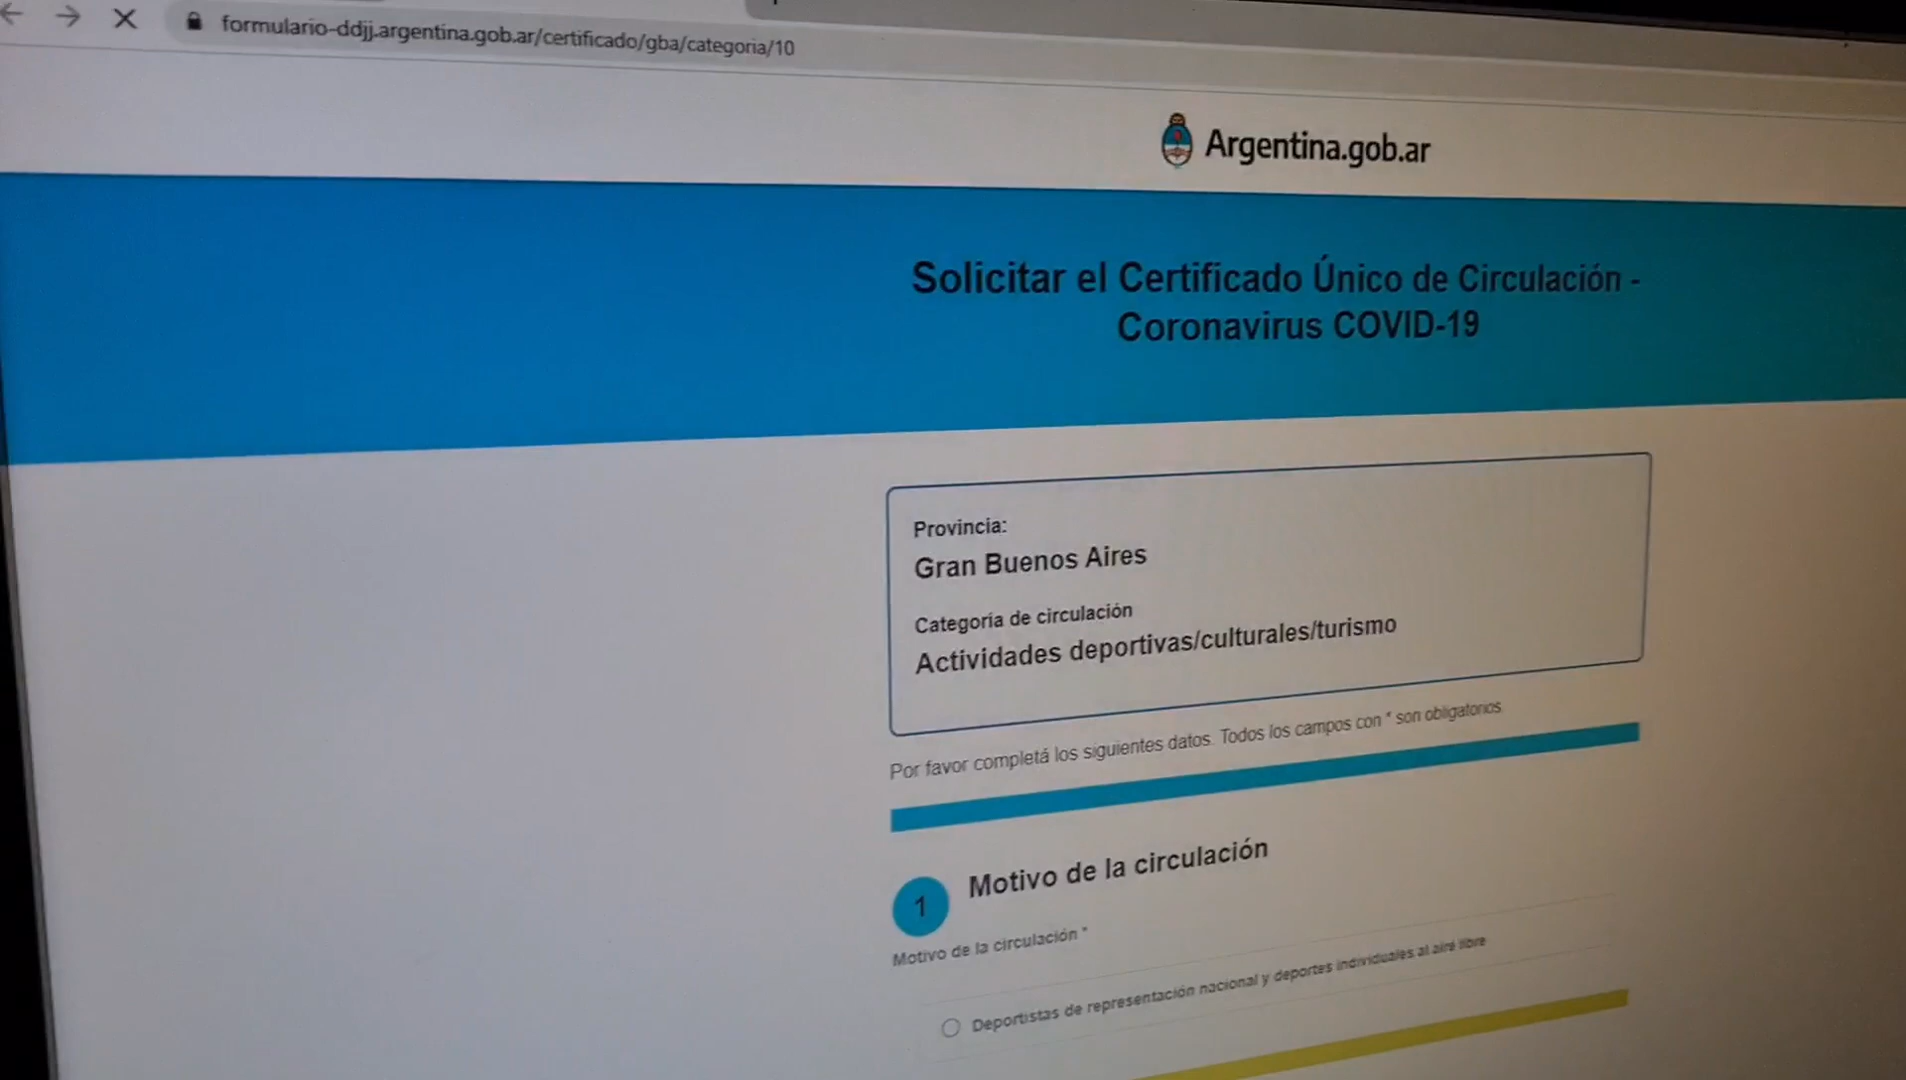 formulario-ddjj.argentina.gob.ar/certificado/gba/categoria/10
Argentina.gob.ar
Solicitar el Certificado Único de Circulación -
Coronavirus COVID-19
Provincia:
Gran Buenos Aires
Categoría de circulación
Actividades deportivas/culturales/turismo
Por favor completá los siguientes datos. Todos los campos con * son obligatorios
1 Motivo de la circulación
Motivo de la circulación *
Deportistas de representación nacional y deportes individuales al aire libre